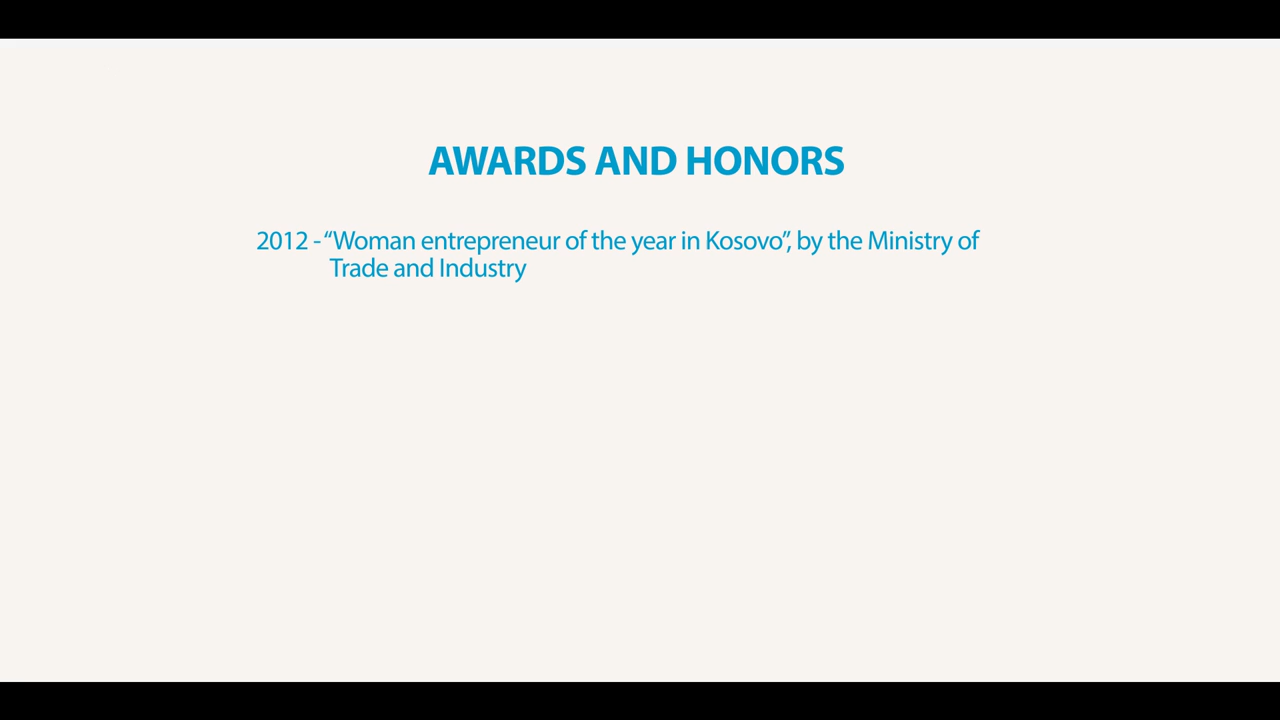 AWARDS AND HONORS
2012 - “Woman entrepreneur of the year in Kosovo”, by the Ministry of
Trade and Industry